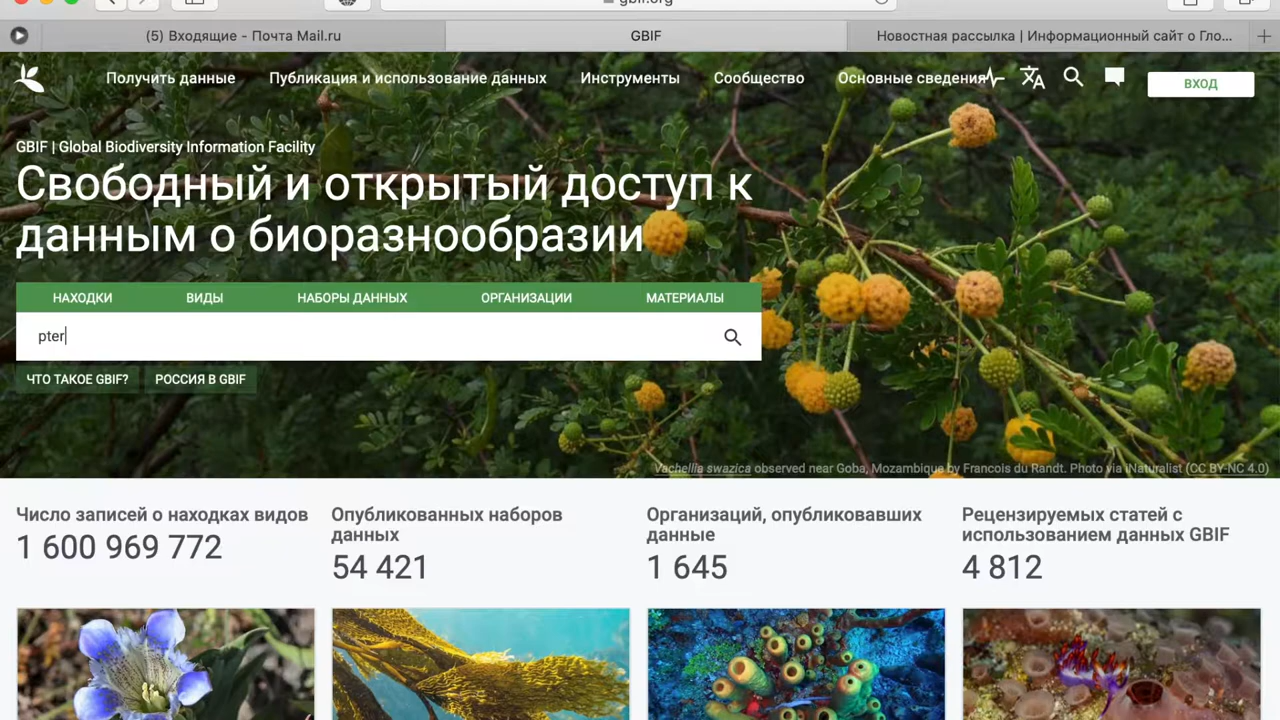 gbif.org
(5) Входящие - Почта Mail.ru
GBIF
Новостная рассылка | Информационный сайт о Гло...
Получить данные
Публикация и использование данных
Инструменты
Сообщество
Основные сведения
ВХОД
GBIF | Global Biodiversity Information Facility
Свободный и открытый доступ к
данным о биоразнообразии
НАХОДКИ
ВИДЫ
НАБОРЫ ДАННЫХ
ОРГАНИЗАЦИИ
МАТЕРИАЛЫ
pter
ЧТО ТАКОЕ GBIF?
РОССИЯ В GBIF
Vachellia swazica observed near Goba, Mozambique by Francois du Randt. Photo via iNaturalist (CC BY-NC 4.0)
Число записей о находках видов
1 600 969 772
Опубликованных наборов
данных
54 421
Организаций, опубликовавших
данные
1 645
Рецензируемых статей с
использованием данных GBIF
4 812